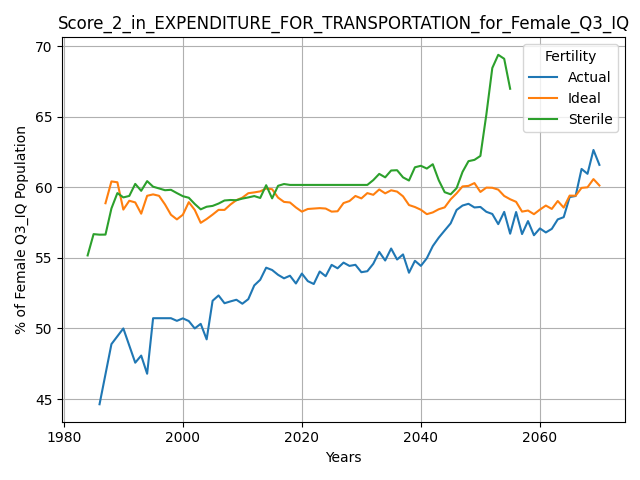 Score_2_in_EXPENDITURE_FOR_TRANSPORTATION_for_Female_Q3_IQ
Fertility
Actual
Ideal
Sterile
% of Female Q3_IQ Population
70
65
60
55
50
45
1980
2000
2020
2040
2060
Years